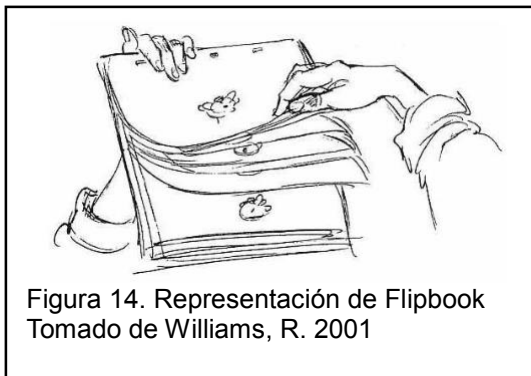 Figura 14. Representación de Flipbook
Tomado de Williams, R. 2001